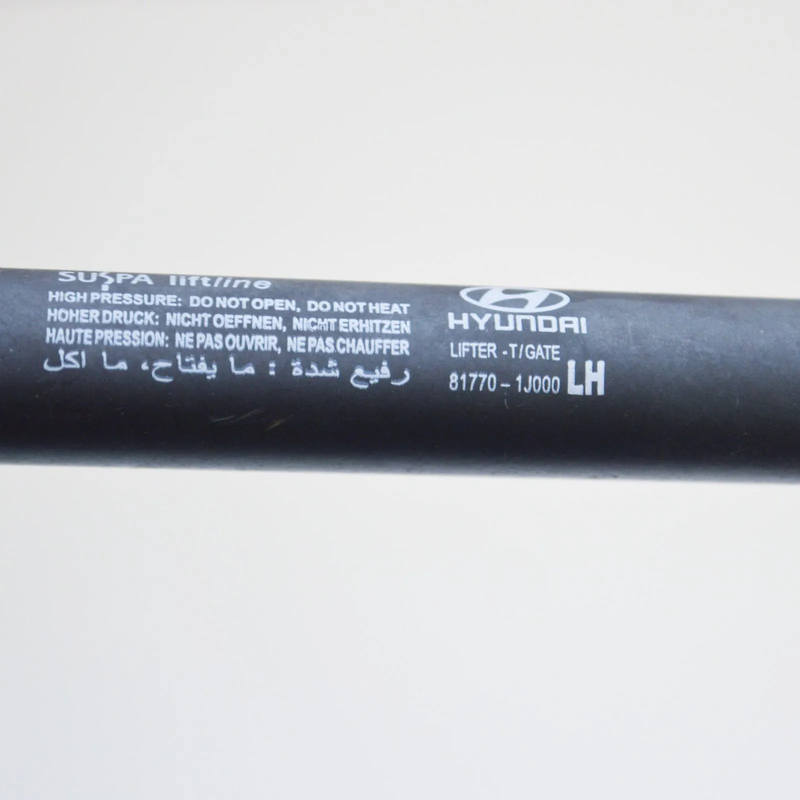 SUSPA liftline
HIGH PRESSURE: DO NOT OPEN, DO NOT HEAT
HOHER DRUCK: NICHT OEFFNEN, NICHT ERHITZEN
HAUTE PRESSION: NE PAS OUVRIR, NE PAS CHAUFFER
رفيع شدة : ما يفتاح، ما اكل
HYUNDAI
LIFTER -T/GATE
81770-1J000 LH